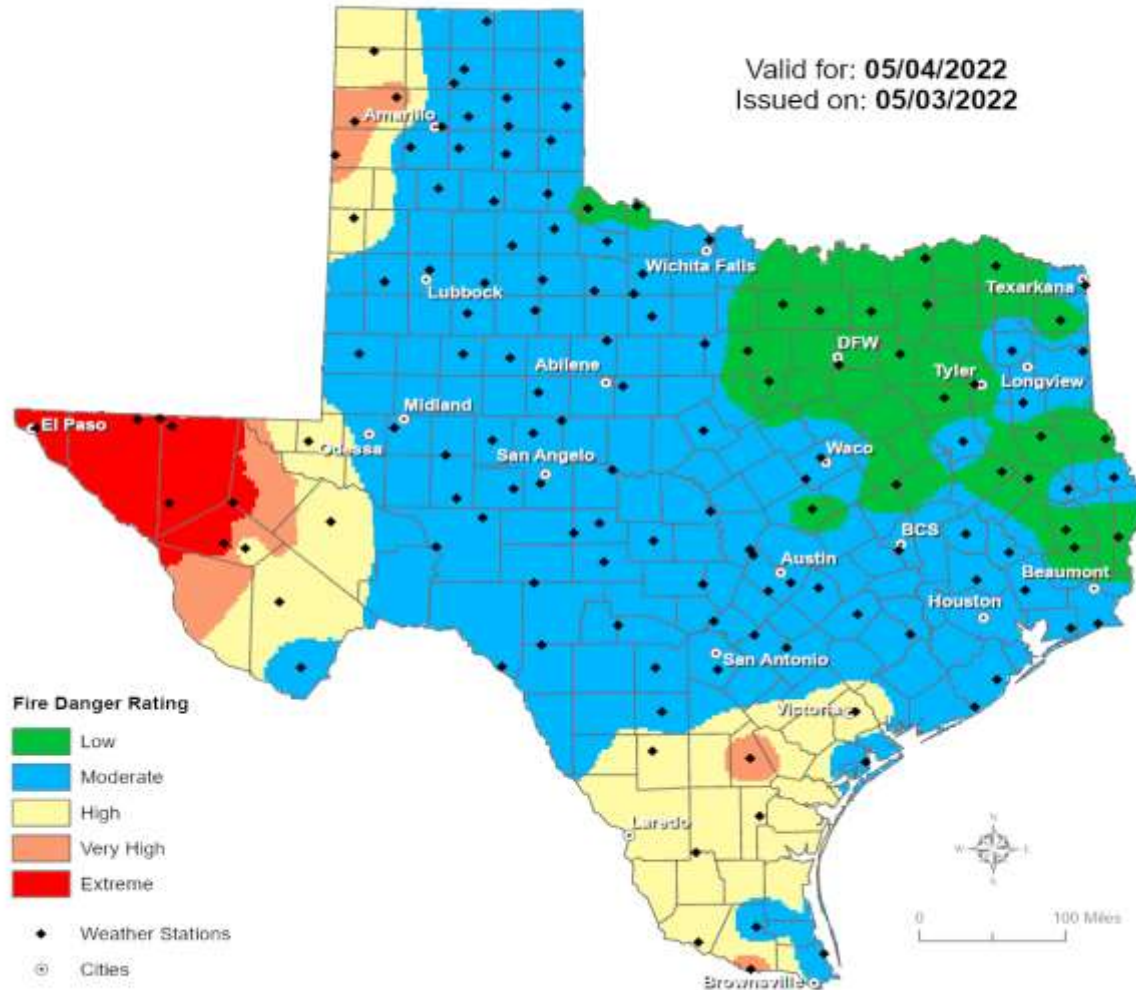 Valid for: 05/04/2022
Issued on: 05/03/2022
Amarillo
Wichita Falls
Lubbock
Texarkana
DFW
Abilene
Tyler
Longview
Midland
El Paso
Odessa
Waco
San Angelo
BCS
Austin
Beaumont
Houston
San Antonio
Victoria
Laredo
Brownsville
Fire Danger Rating
Low
Moderate
High
Very High
Extreme
Weather Stations
Cities
N
W E
S
0 100 Miles